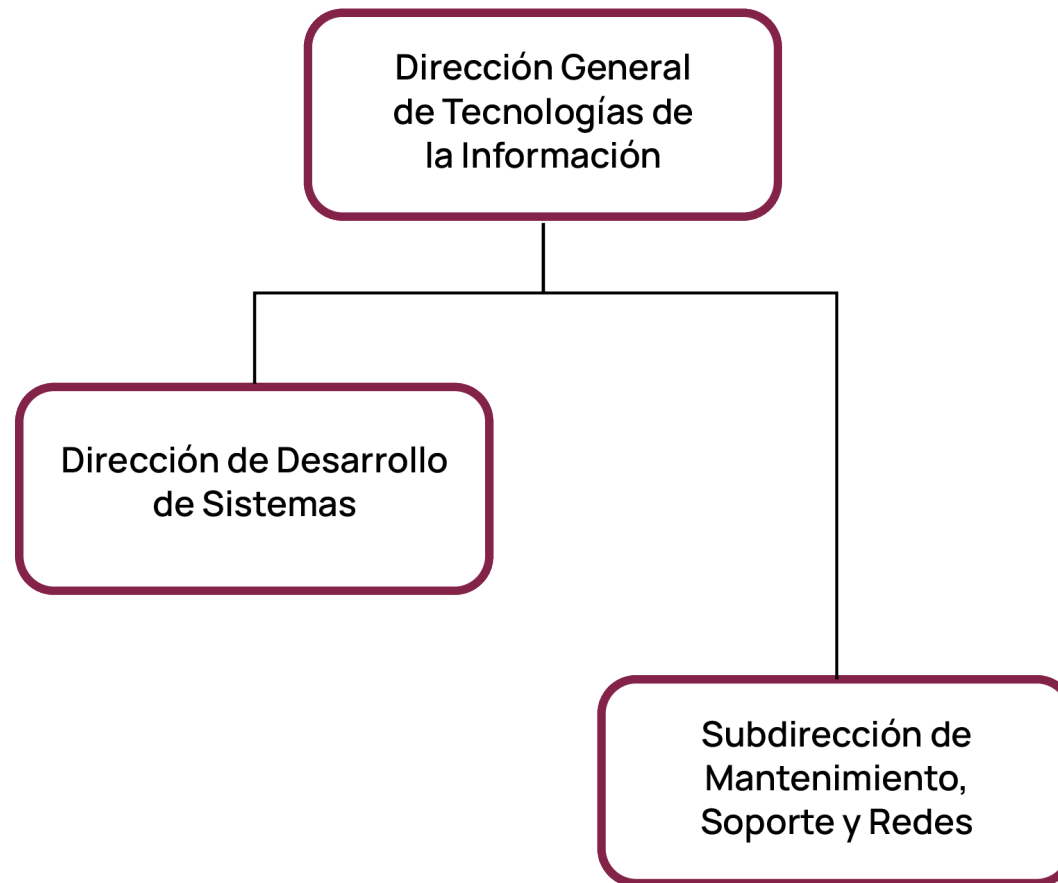 Dirección General
de Tecnologías de
la Información
Dirección de Desarrollo
de Sistemas
Subdirección de
Mantenimiento,
Soporte y Redes